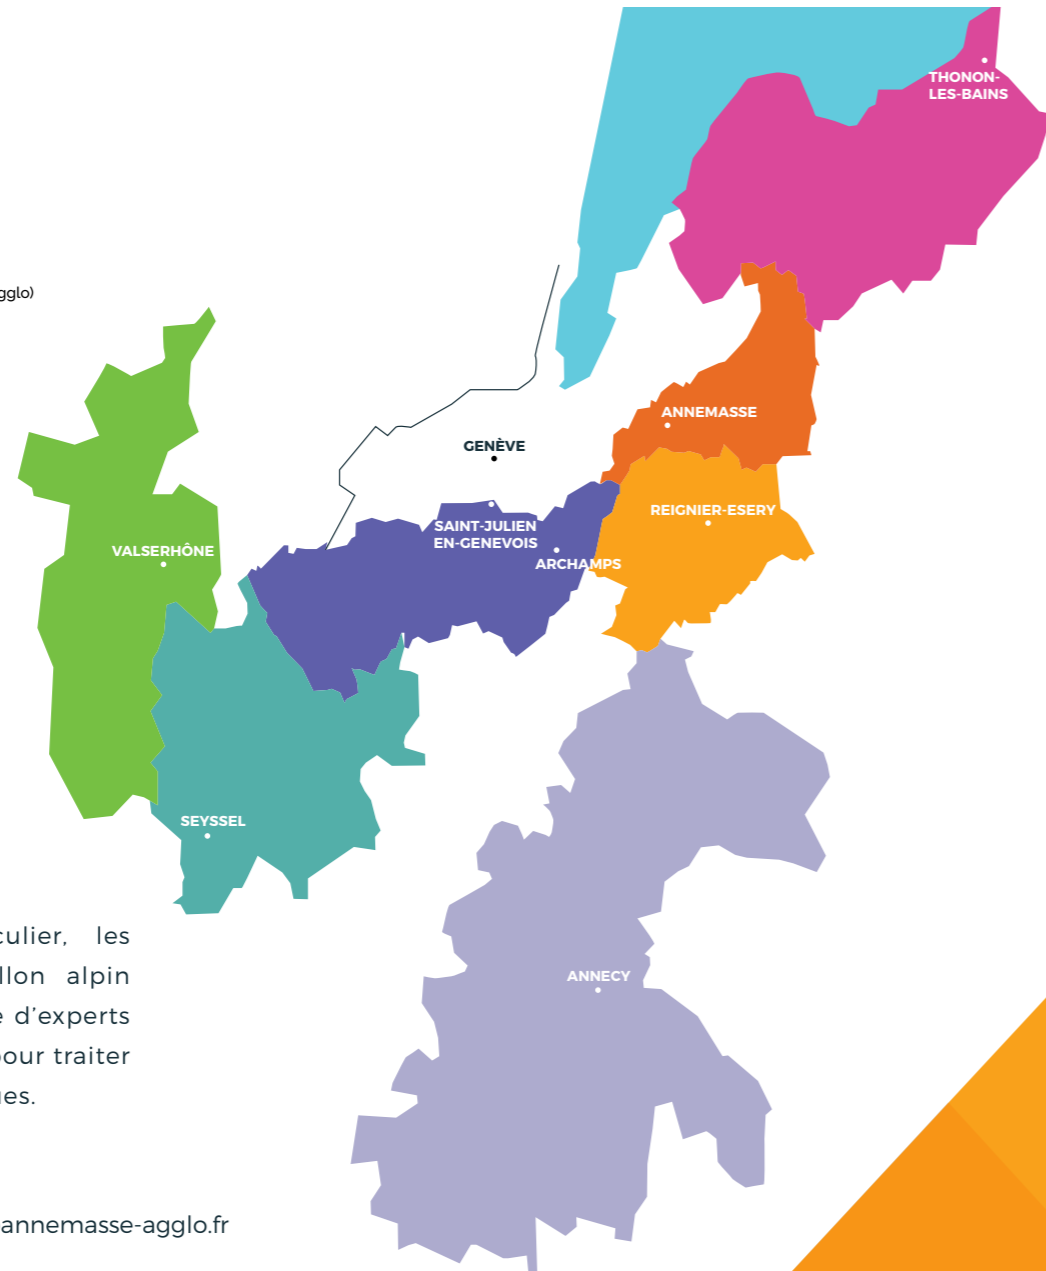 THONON-
LES-BAINS
gglo)
ANNEMASSE
GENÈVE
REIGNIER-ESERY
SAINT-JULIEN
EN-GENEVOIS
VALSERHÔNE
ARCHAMPS
SEYSSEL
culier, les
llon alpin
e d'experts
pour traiter
ues.
ANNECY
annemasse-agglo.fr